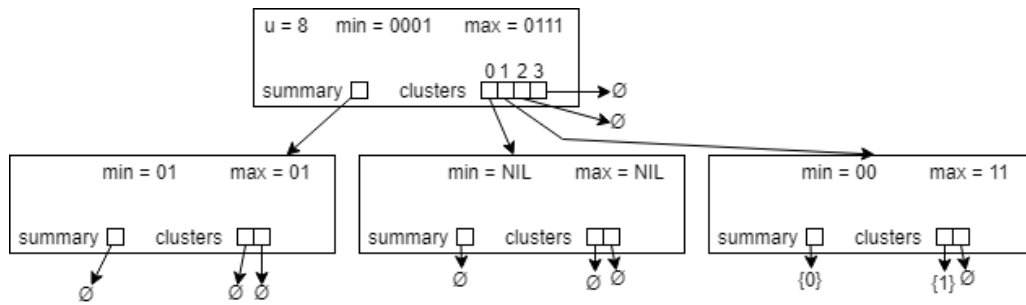 u = 8 min = 0001 max = 0111
0 1 2 3
summary clusters Ø
Ø
min = 01 max = 01
summary clusters
Ø Ø Ø
min = NIL max = NIL
summary clusters
Ø Ø Ø
min = 00 max = 11
summary clusters
{0} {1} Ø